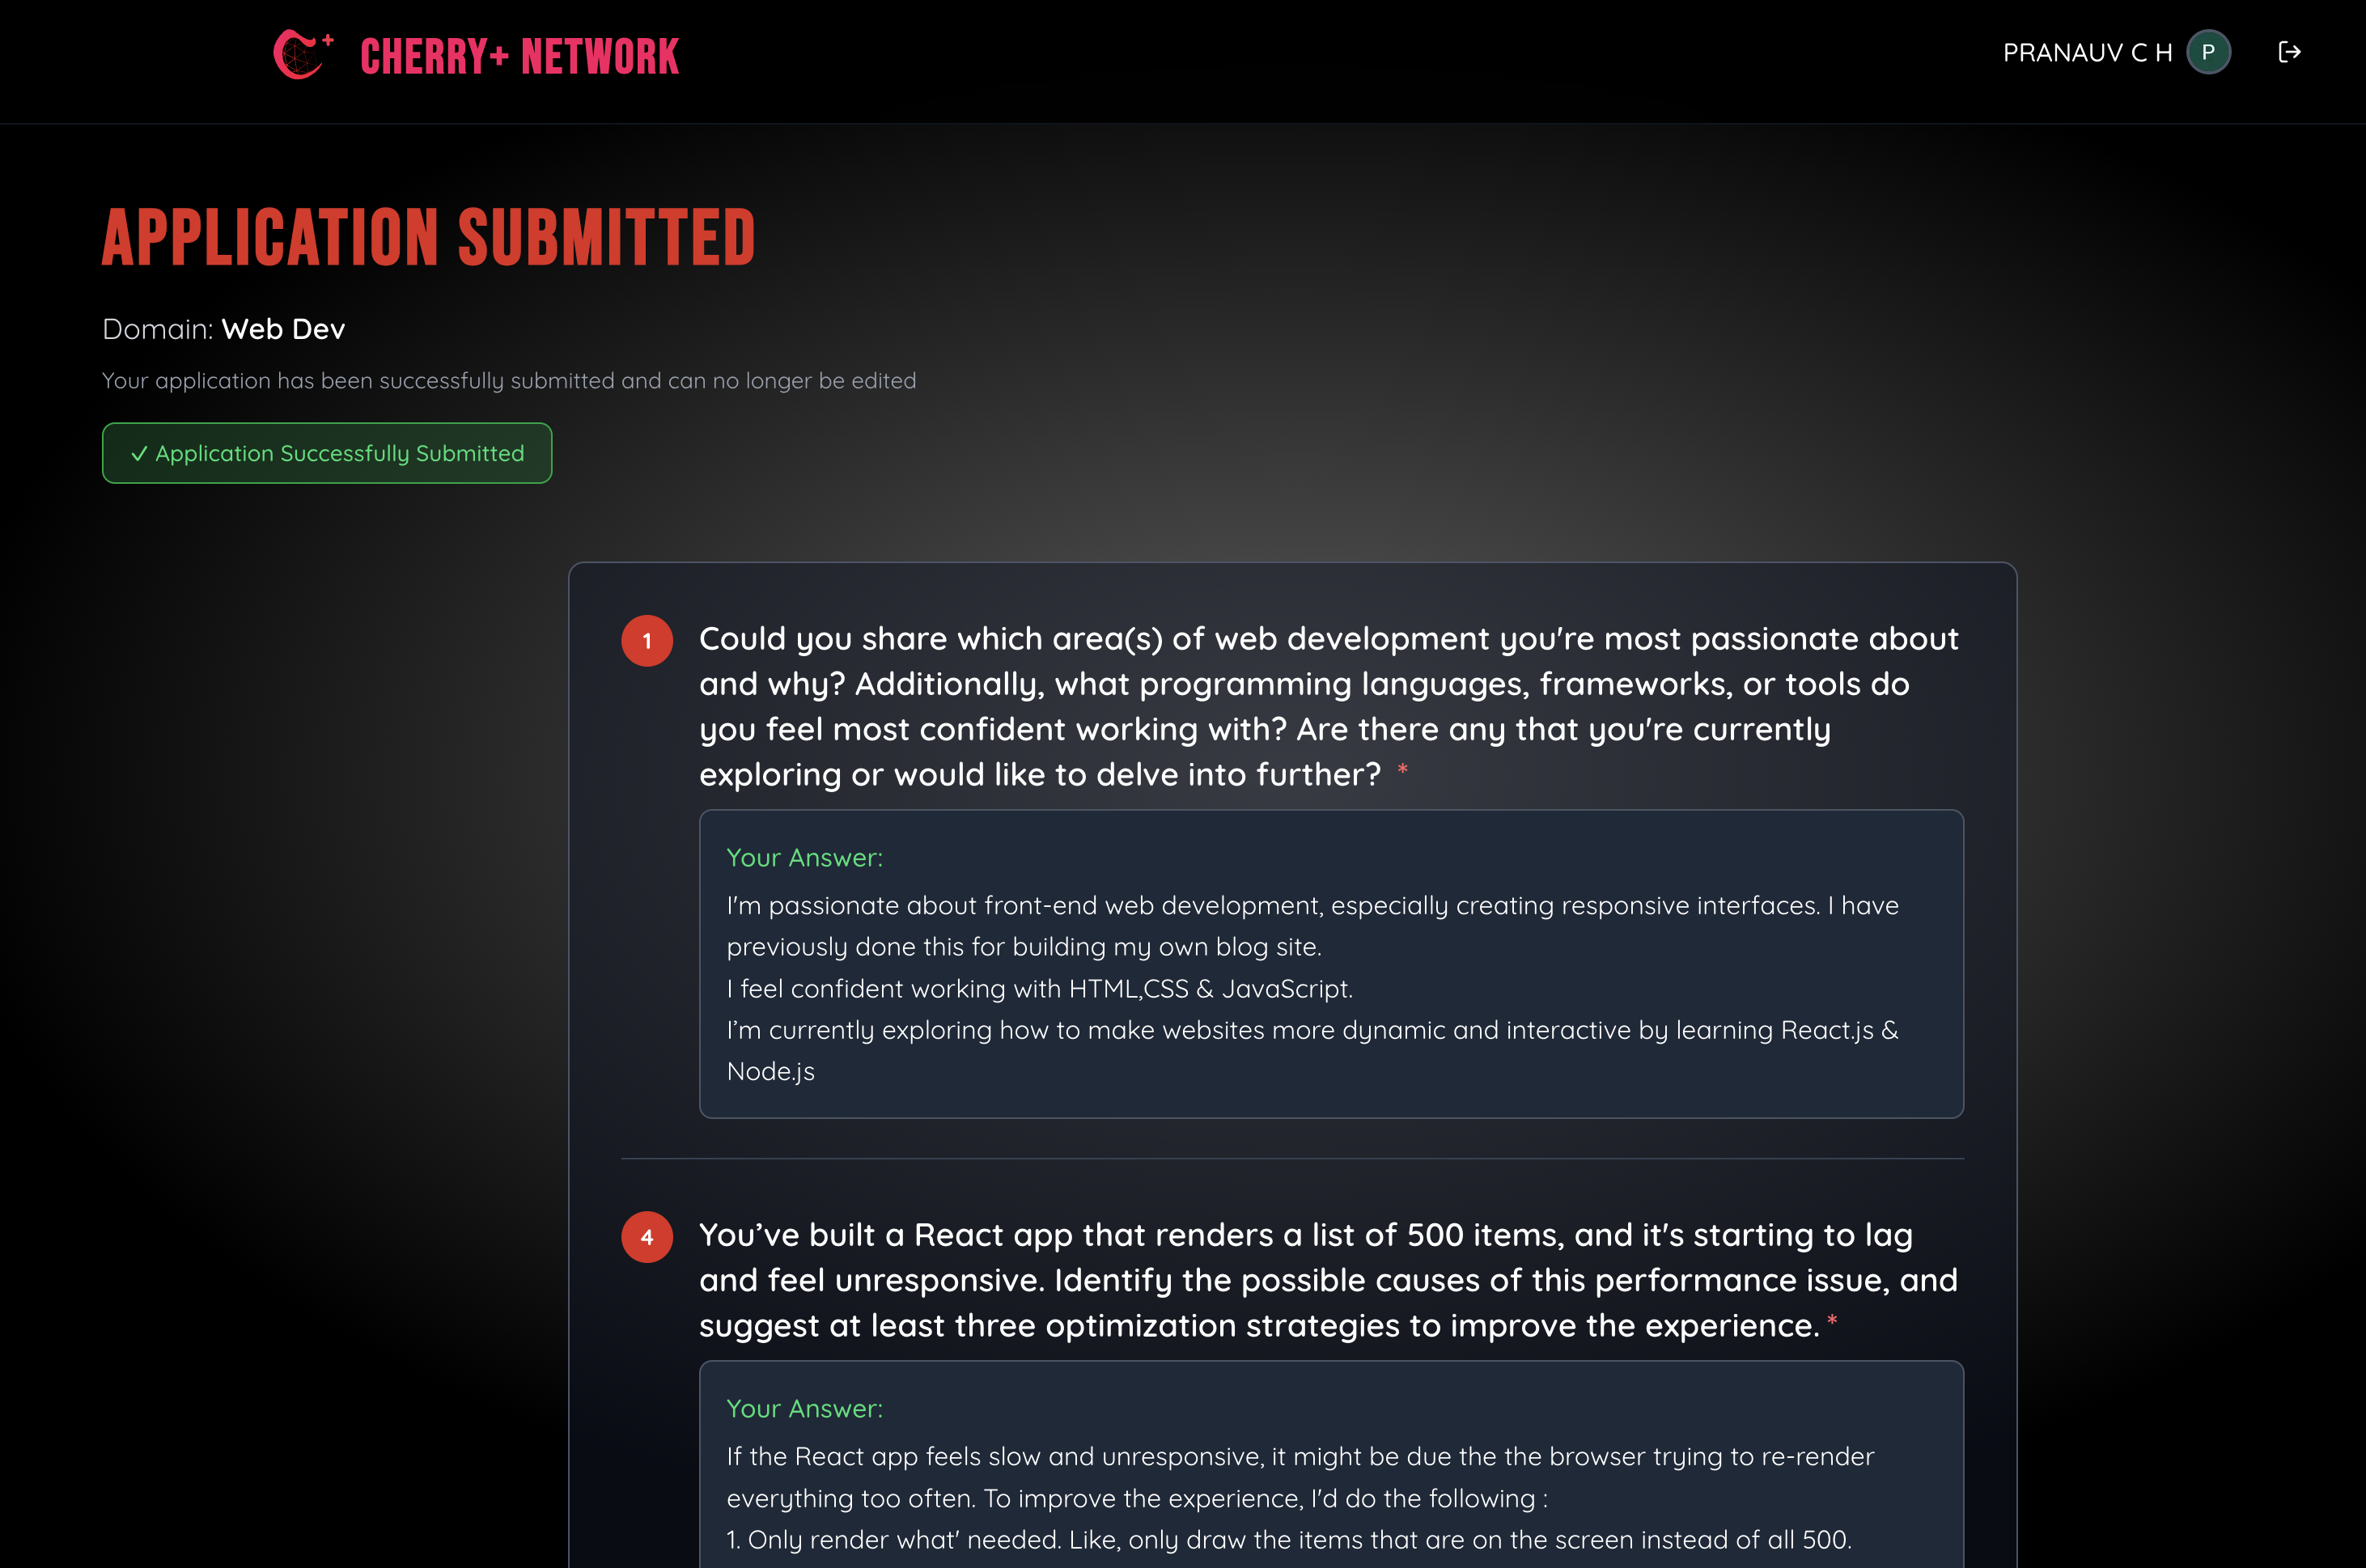 CHERRY+ NETWORK
PRANAUV C H
P
APPLICATION SUBMITTED
Domain: Web Dev
Your application has been successfully submitted and can no longer be edited
✓ Application Successfully Submitted
1
Could you share which area(s) of web development you're most passionate about
and why? Additionally, what programming languages, frameworks, or tools do
you feel most confident working with? Are there any that you're currently
exploring or would like to delve into further? *
Your Answer:
I'm passionate about front-end web development, especially creating responsive interfaces. I have
previously done this for building my own blog site.
I feel confident working with HTML,CSS & JavaScript.
I’m currently exploring how to make websites more dynamic and interactive by learning React.js &
Node.js
4
You’ve built a React app that renders a list of 500 items, and it's starting to lag
and feel unresponsive. Identify the possible causes of this performance issue, and
suggest at least three optimization strategies to improve the experience. *
Your Answer:
If the React app feels slow and unresponsive, it might be due the the browser trying to re-render
everything too often. To improve the experience, I'd do the following :
1. Only render what' needed. Like, only draw the items that are on the screen instead of all 500.